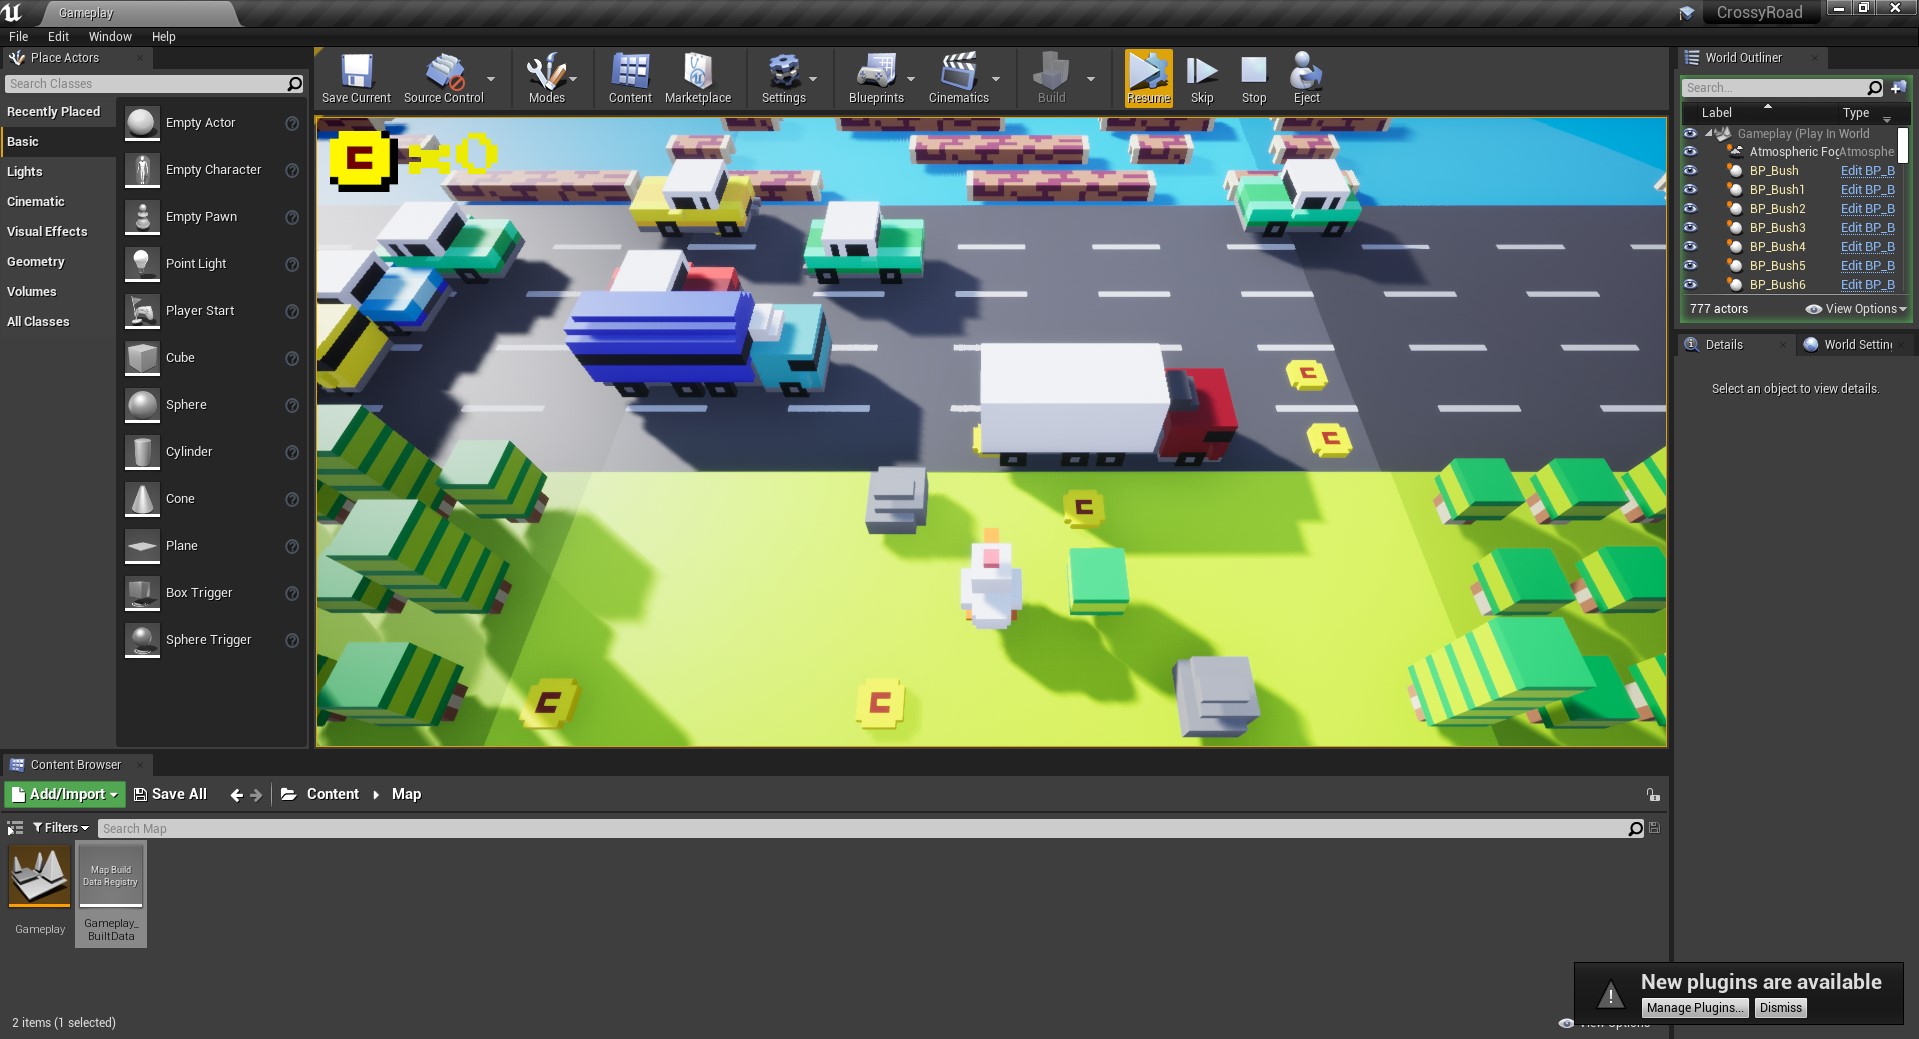 Gameplay
CrossyRoad
File Edit Window Help
Place Actors
Search Classes
Recently Placed
Basic
Lights
Cinematic
Visual Effects
Geometry
Volumes
All Classes
Empty Actor
Empty Character
Empty Pawn
Point Light
Player Start
Cube
Sphere
Cylinder
Cone
Plane
Box Trigger
Sphere Trigger
Save Current
Source Control
Modes
Content
Marketplace
Settings
Blueprints
Cinematics
Build
Resume
Skip
Stop
Eject
C ×0
C
C
C
C
C
World Outliner
Search...
Label Type
Gameplay (Play In World
Atmospheric Fog Atmosphe
BP_Bush Edit BP_B
BP_Bush1 Edit BP_B
BP_Bush2 Edit BP_B
BP_Bush3 Edit BP_B
BP_Bush4 Edit BP_B
BP_Bush5 Edit BP_B
BP_Bush6 Edit BP_B
777 actors View Options
Details World Settin
Select an object to view details.
Content Browser
Add/Import Save All Content Map
Filters Search Map
Map Build
Data Registry
Gameplay
Gameplay_
BuiltData
2 items (1 selected)
View Options
New plugins are available
Manage Plugins... Dismiss